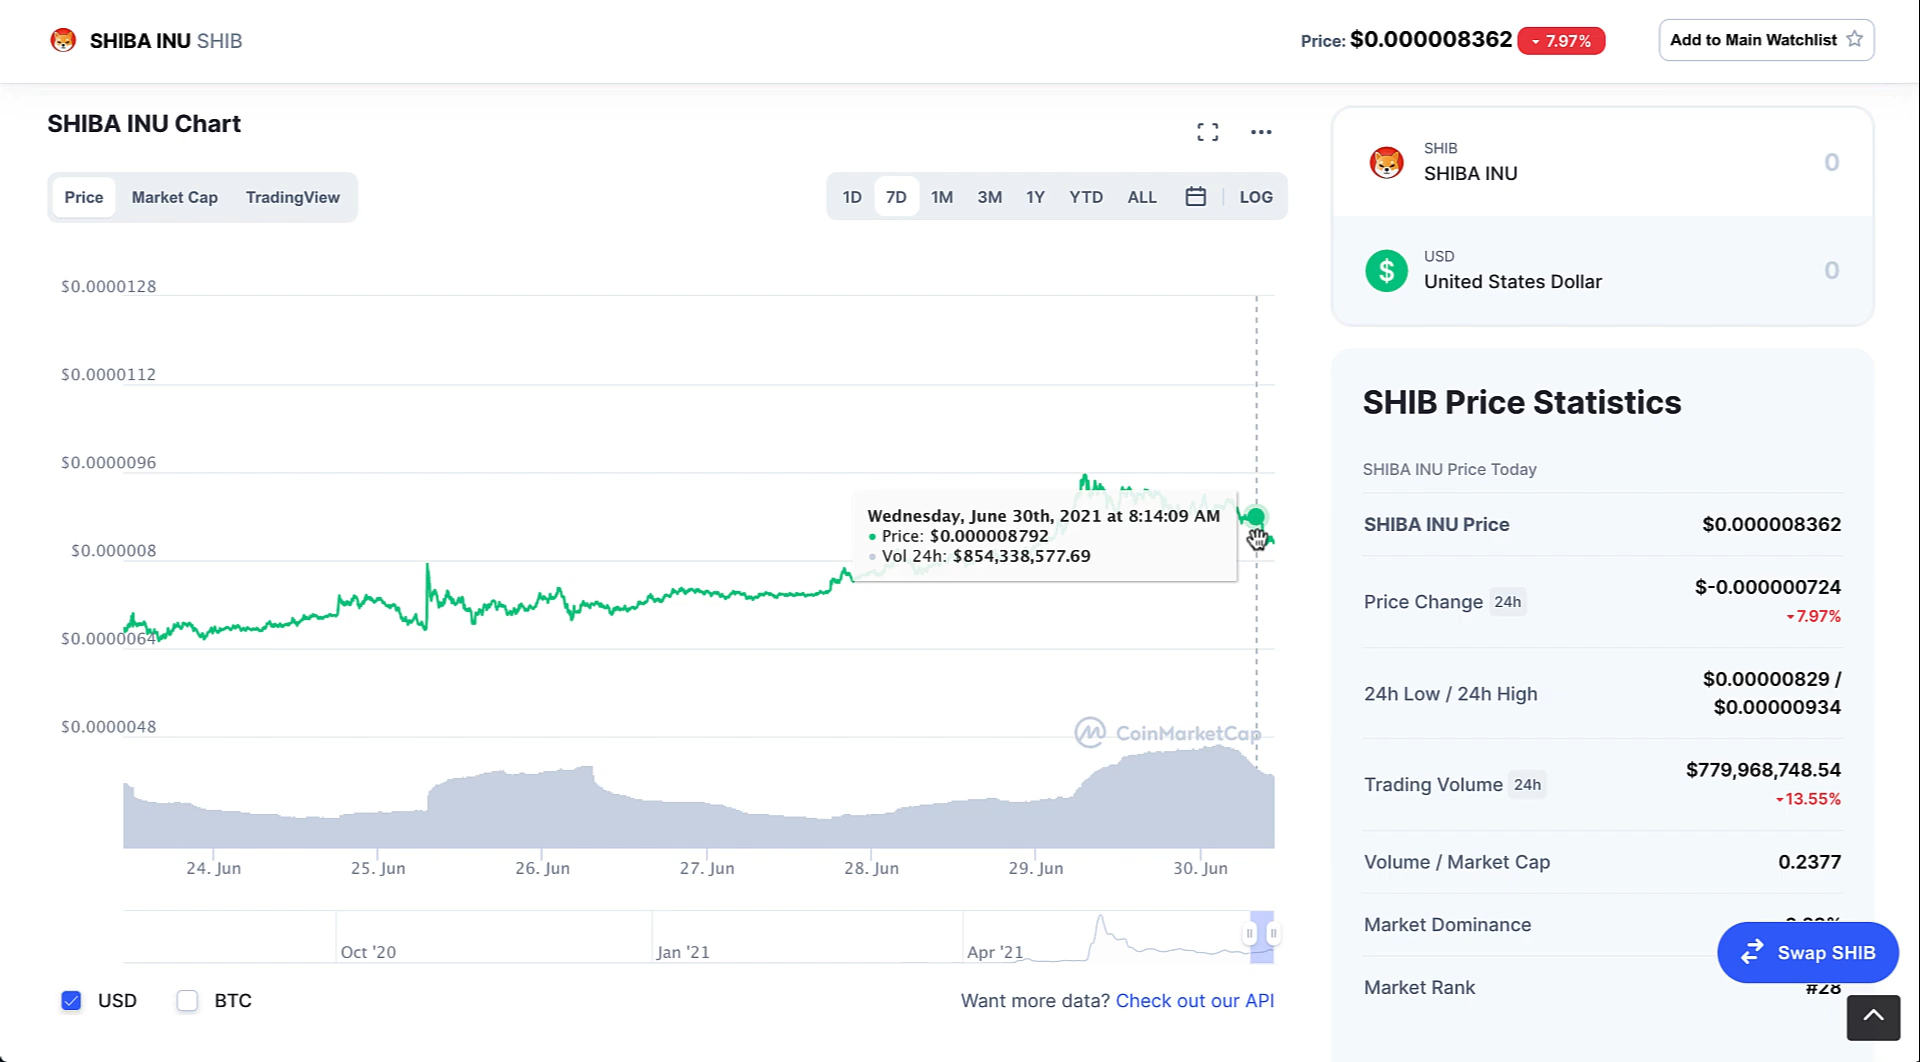 SHIBA INU SHIB
Price: $0.000008362 7.97%
Add to Main Watchlist
SHIBA INU Chart
Price Market Cap TradingView
1D 7D 1M 3M 1Y YTD ALL LOG
$0.0000128
$0.0000112
$0.0000096
$0.000008
$0.0000064
$0.0000048
Wednesday, June 30th, 2021 at 8:14:09 AM
Price: $0.000008792
Vol 24h: $854,338,577.69
CoinMarketCap
24. Jun 25. Jun 26. Jun 27. Jun 28. Jun 29. Jun 30. Jun
Oct '20 Jan '21 Apr '21
USD BTC
Want more data? Check out our API
SHIB
SHIBA INU 0
USD
United States Dollar 0
SHIB Price Statistics
SHIBA INU Price Today
SHIBA INU Price $0.000008362
Price Change 24h $-0.000000724
7.97%
24h Low / 24h High $0.00000829 /
$0.00000934
Trading Volume 24h $779,968,748.54
13.55%
Volume / Market Cap 0.2377
Market Dominance
Swap SHIB
Market Rank #28